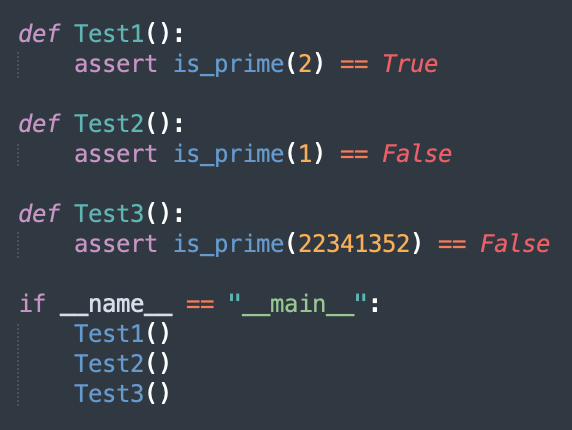 def Test1():
    assert is_prime(2) == True
def Test2():
    assert is_prime(1) == False
def Test3():
    assert is_prime(22341352) == False
if __name__ == "__main__":
    Test1()
    Test2()
    Test3()